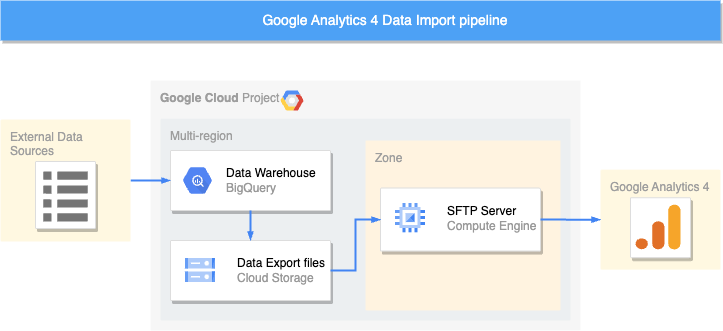 Google Analytics 4 Data Import pipeline
Google Cloud Project
Multi-region
External Data
Sources
Zone
Data Warehouse
BigQuery
Google Analytics 4
SFTP Server
Compute Engine
Data Export files
Cloud Storage